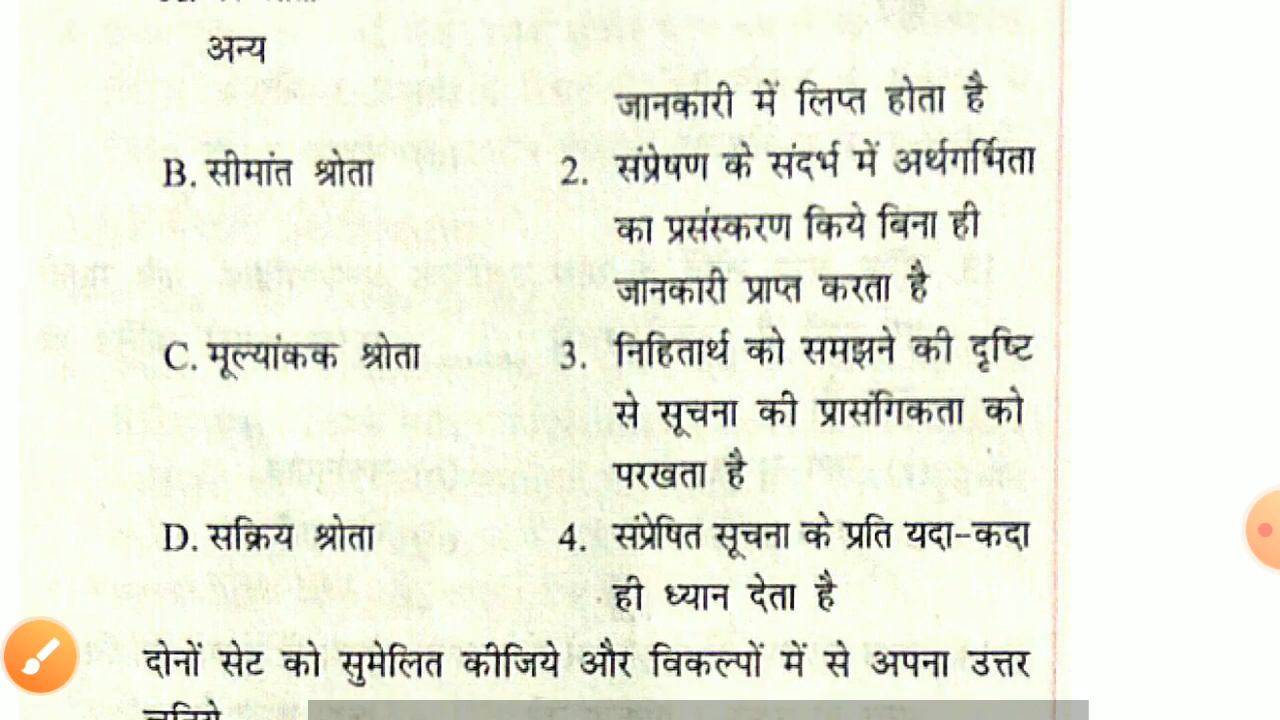 अन्य
जानकारी में लिप्त होता है
B. सीमांत श्रोता 2. संप्रेषण के संदर्भ में अर्थगर्भिता
का प्रसंस्करण किये बिना ही
जानकारी प्राप्त करता है
C. मूल्यांकक श्रोता 3. निहितार्थ को समझने की दृष्टि
से सूचना की प्रासंगिकता को
परखता है
D. सक्रिय श्रोता 4. संप्रेषित सूचना के प्रति यदा-कदा
ही ध्यान देता है
दोनों सेट को सुमेलित कीजिये और विकल्पों में से अपना उत्तर